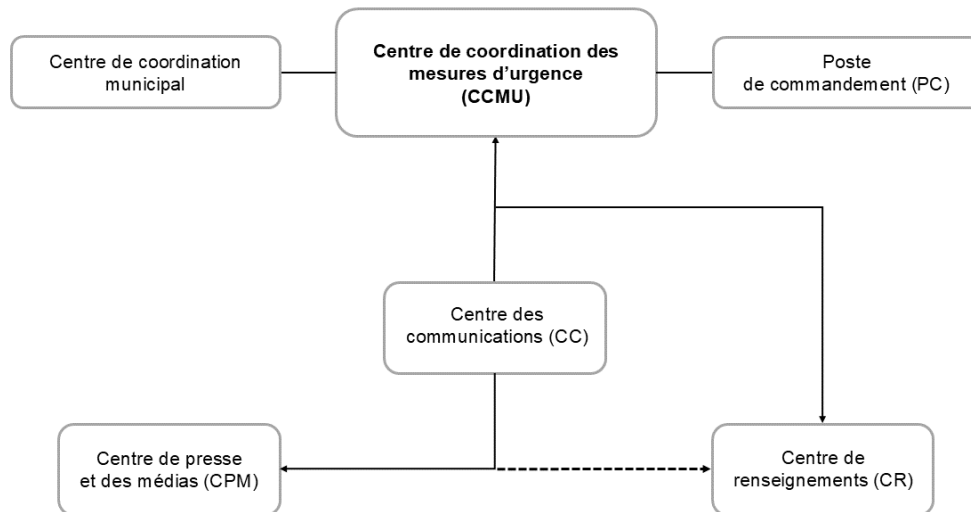 Centre de coordination
municipal
Centre de coordination des
mesures d’urgence
(CCMU)
Poste
de commandement (PC)
Centre des
communications (CC)
Centre de presse
et des médias (CPM)
Centre de
renseignements (CR)